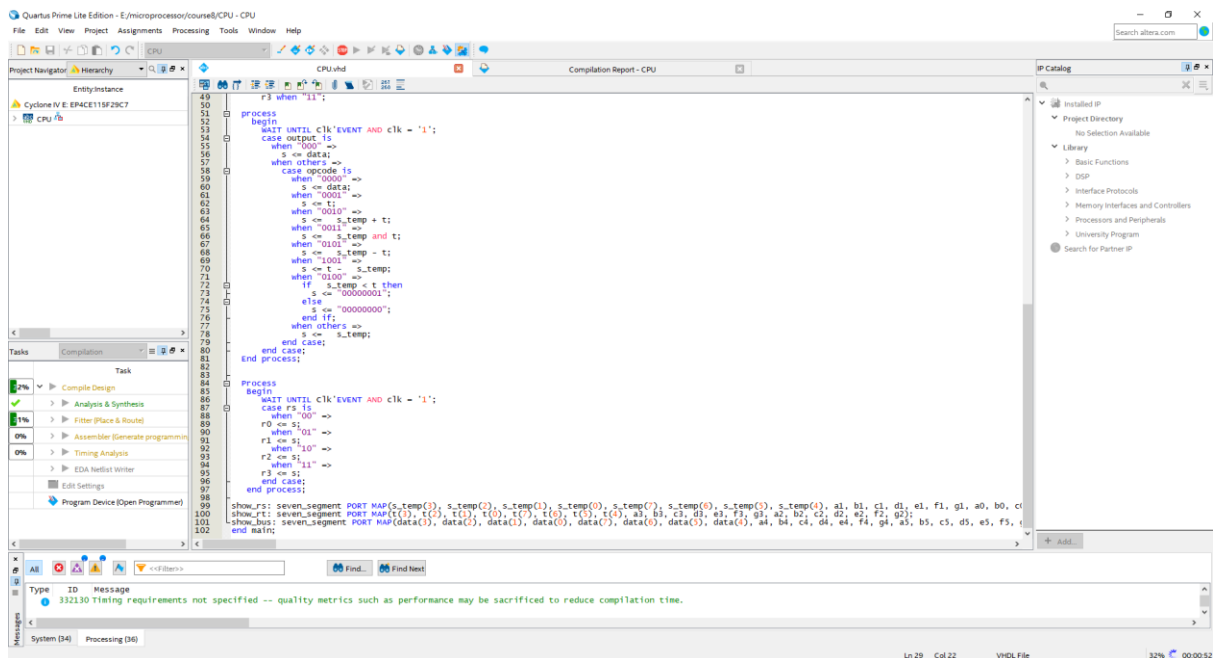 Quartus Prime Lite Edition - E:/microprocessor/course8/CPU - CPU
File Edit View Project Assignments Processing Tools Window Help
Search altera.com
CPU
Project Navigator Hierarchy
CPU.vhd
Compilation Report - CPU
IP Catalog
Entity:Instance
Cyclone IV E: EP4CE115F29C7
CPU
Installed IP
Project Directory
No Selection Available
Library
Basic Functions
DSP
Interface Protocols
Memory Interfaces and Controllers
Processors and Peripherals
University Program
Search for Partner IP
+ Add...
49 r3 when "11";
50
51 process
52 begin
53 WAIT UNTIL Clk'EVENT AND clk = '1';
54 case output is
55 when "000" =>
56 s <= data;
57 when others =>
58 case opcode is
59 when "0000" =>
60 s <= data;
61 when "0001" =>
62 s <= t;
63 when "0010" =>
64 s <= s_temp + t;
65 when "0011" =>
66 s <= s_temp and t;
67 when "0101" =>
68 s <= s_temp - t;
69 when "1001" =>
70 s <= t - s_temp;
71 when "0100" =>
72 if s_temp < t then
73 s <= "00000001";
74 else
75 s <= "00000000";
76 end if;
77 when others =>
78 s <= s_temp;
79 end case;
80 end case;
81 End process;
82
83
84 Process
85 Begin
86 WAIT UNTIL Clk'EVENT AND clk = '1';
87 case rs is
88 when "00" =>
89 r0 <= s;
90 when "01" =>
91 r1 <= s;
92 when "10" =>
93 r2 <= s;
94 when "11" =>
95 r3 <= s;
96 end case;
97 end process;
98
99 show_rs: seven_segment PORT MAP(s_temp(3), s_temp(2), s_temp(1), s_temp(0), s_temp(7), s_temp(6), s_temp(5), s_temp(4), a1, b1, c1, d1, e1, f1, g1, a0, b0,
100 show_rt: seven_segment PORT MAP(t(3), t(2), t(1), t(0), t(7), t(6), t(5), t(4), a3, b3, c3, d3, e3, f3, g3, a2, b2, c2, d2, e2, f2, g2);
101 show_bus: seven_segment PORT MAP(data(3), data(2), data(1), data(0), data(7), data(6), data(5), data(4), a4, b4, c4, d4, e4, f4, g4, a5, b5, c5, d5, e5, f5,
102 end main;
Tasks Compilation
Task
2% Compile Design
Analysis & Synthesis
1% Fitter (Place & Route)
0% Assembler (Generate programmin
0% Timing Analysis
EDA Netlist Writer
Edit Settings
Program Device (Open Programmer)
All <<Filter>> Find... Find Next
Type ID Message
332130 Timing requirements not specified -- quality metrics such as performance may be sacrificed to reduce compilation time.
Messages
System (34) Processing (36)
Ln 29 Col 22 VHDL File 32% 00:00:52